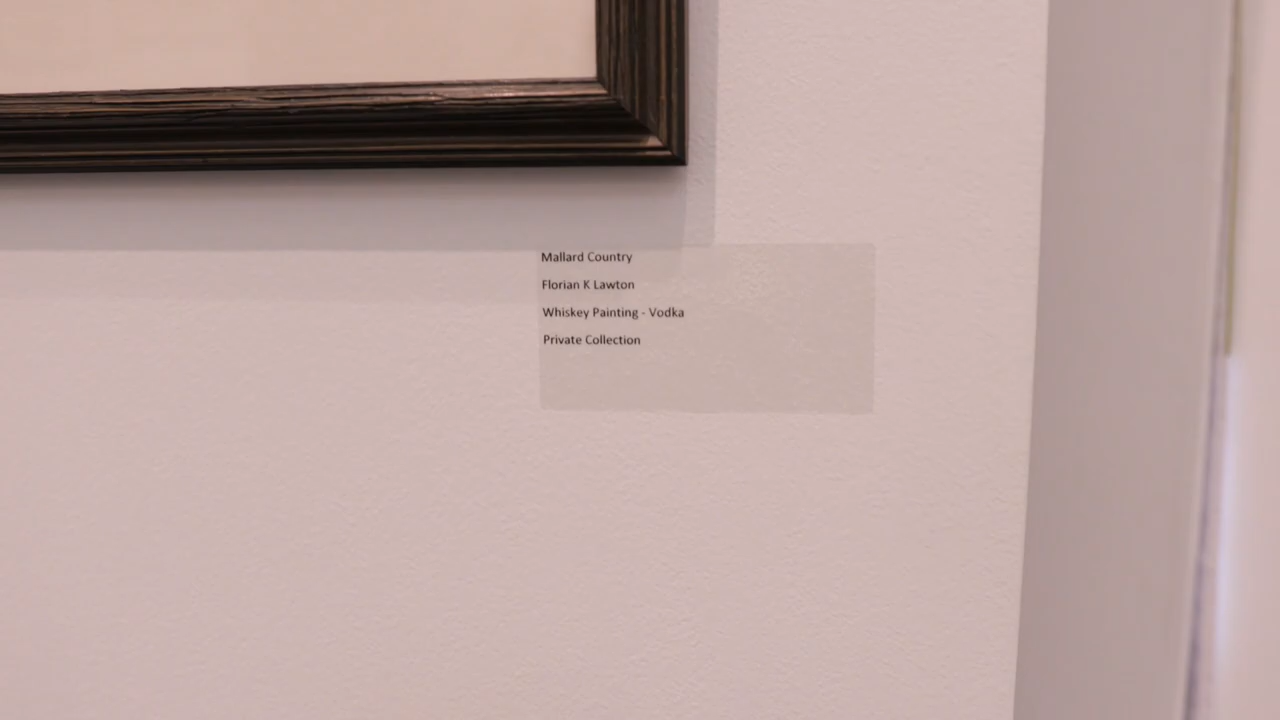 Mallard Country
Florian K Lawton
Whiskey Painting - Vodka
Private Collection